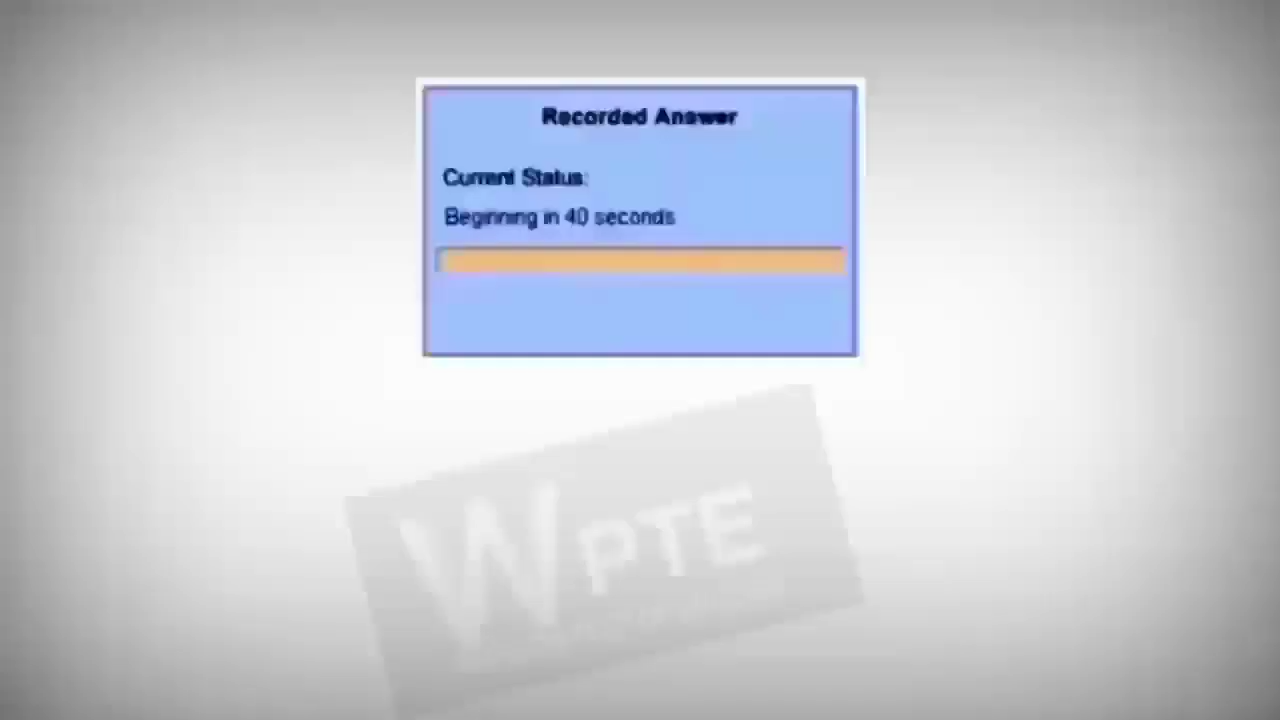 Recorded Answer
Current Status:
Beginning in 40 seconds
W PTE